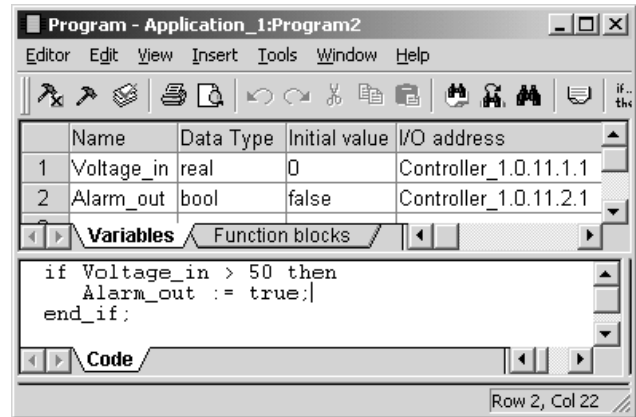 Program - Application_1:Program2
Editor Edit View Insert Tools Window Help
if..
Name Data Type Initial value I/O address
1 Voltage_in real 0 Controller_1.0.11.1.1
2 Alarm_out bool false Controller_1.0.11.2.1
Variables Function blocks
if Voltage_in > 50 then
Alarm_out := true;
end_if;
Code
Row 2, Col 22